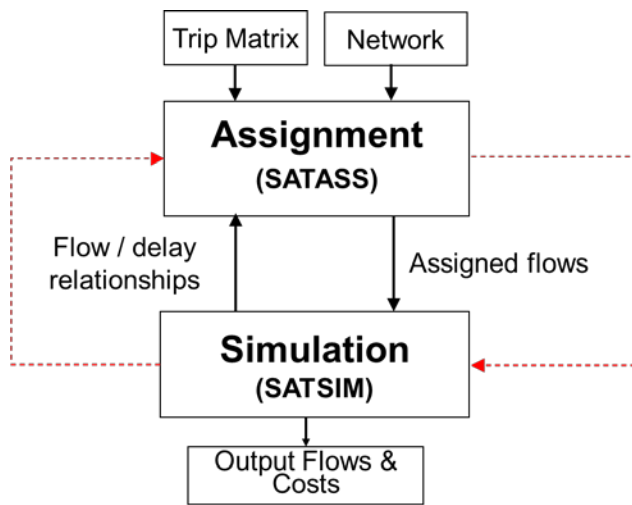 Trip Matrix
Network
Assignment
(SATASS)
Flow / delay
relationships
Assigned flows
Simulation
(SATSIM)
Output Flows &
Costs